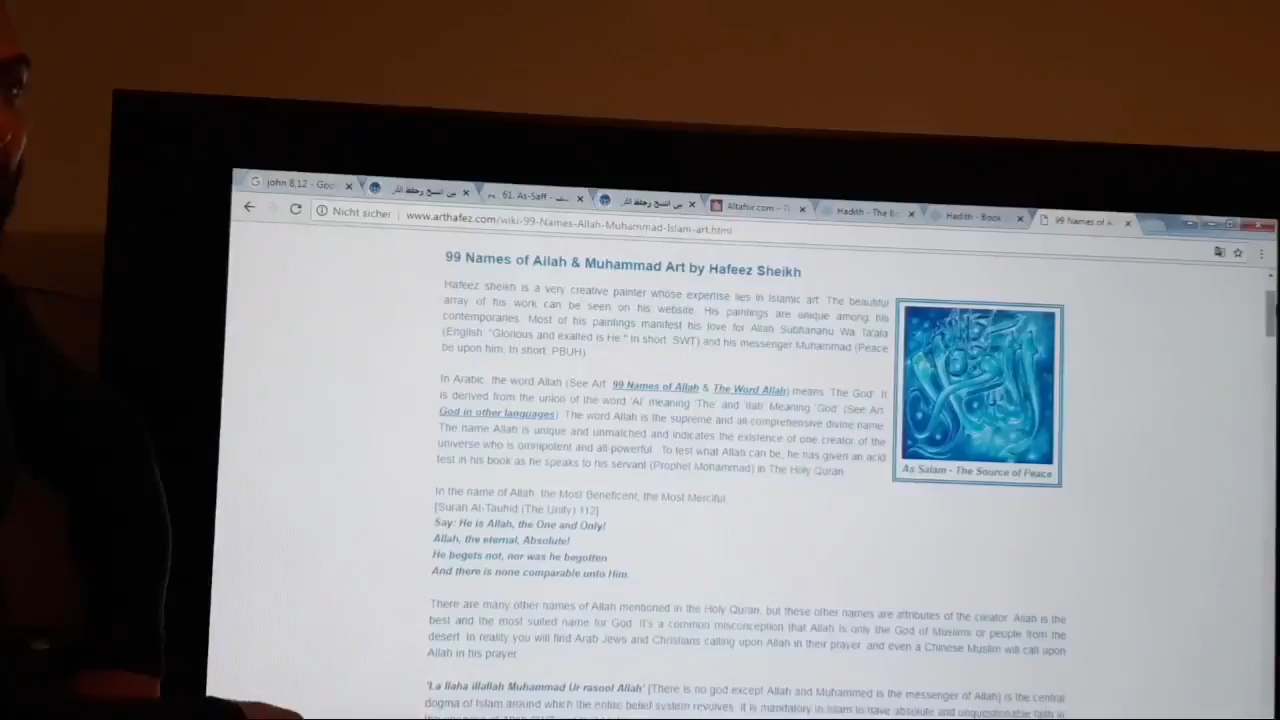 john 8,12 - Goo
61. As-Saff -
Altafsir.com -
Hadith - The B
Hadith - Book
99 Names of A
Nicht sicher | www.arthafez.com/wiki-99-Names-Allah-Muhammad-Islam-art.html
99 Names of Allah & Muhammad Art by Hafeez Sheikh
Hafeez sheikh is a very creative painter whose expertise lies in Islamic art. The beautiful
array of his work can be seen on his website. His paintings are unique among his
contemporaries. Most of his paintings manifest his love for Allah Subhanahu Wa Ta'ala
(English: "Glorious and exalted is He." In short. SWT) and his messenger Muhammad (Peace
be upon him, In short. PBUH)
In Arabic, the word Allah (See Art: 99 Names of Allah & The Word Allah) means 'The God'. It
is derived from the union of the word 'Al' meaning 'The' and 'Ilah' Meaning 'God' (See Art:
God in other languages). The word Allah is the supreme and all-comprehensive divine name.
The name Allah is unique and unmatched and indicates the existence of one creator of the
universe who is omnipotent and all-powerful. To test what Allah can be, he has given an acid
test in his book as he speaks to his servant (Prophet Mohammad) in The Holy Quran.
As Salam - The Source of Peace
In the name of Allah, the Most Beneficent, the Most Merciful.
[Surah Al-Tauhid (The Unity) 112]
Say: He is Allah, the One and Only!
Allah, the eternal, Absolute!
He begets not, nor was he begotten
And there is none comparable unto Him
There are many other names of Allah mentioned in the Holy Quran, but these other names are attributes of the creator. Allah is the
best and the most suited name for God. It's a common misconception that Allah is only the God of Muslims or people from the
desert. In reality you will find Arab Jews and Christians calling upon Allah in their prayer, and even a Chinese Muslim will call upon
Allah in his prayer.
'La Ilaha illallah Muhammad Ur rasool Allah' [There is no god except Allah and Muhammed is the messenger of Allah) is the central
dogma of Islam around which the entire belief system revolves. It is mandatory in Islam to have absolute and unquestionable faith in